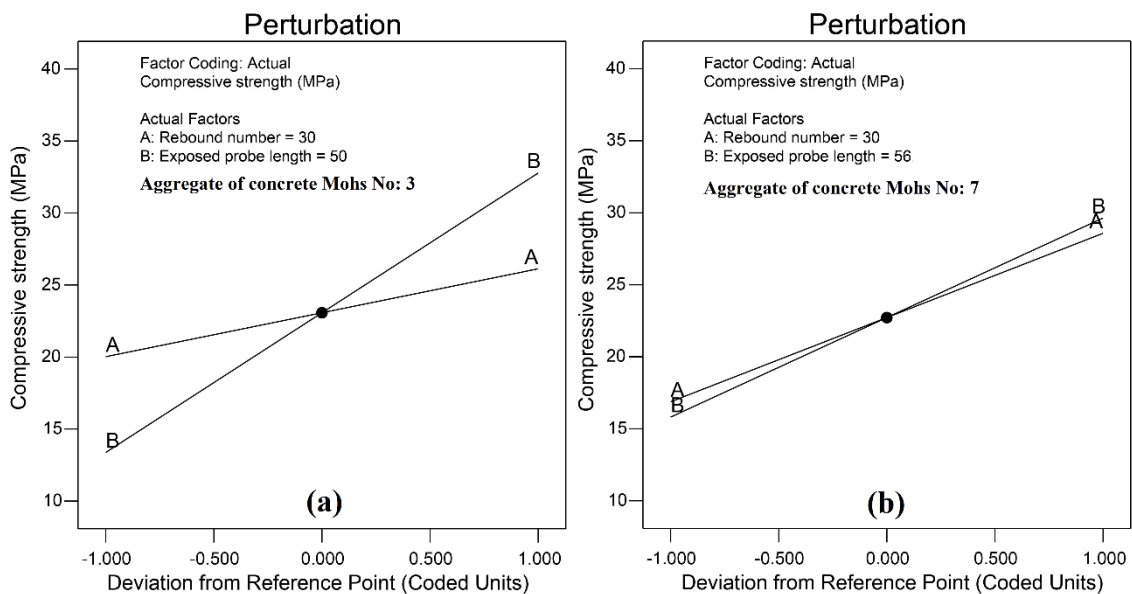 Perturbation
Factor Coding: Actual
Compressive strength (MPa)
Actual Factors
A: Rebound number = 30
B: Exposed probe length = 50
Aggregate of concrete Mohs No: 3
Compressive strength (MPa)
40
35
30
25
20
15
10
A
B
B
A
(a)
-1.000
-0.500
0.000
0.500
1.000
Deviation from Reference Point (Coded Units)
Perturbation
Factor Coding: Actual
Compressive strength (MPa)
Actual Factors
A: Rebound number = 30
B: Exposed probe length = 56
Aggregate of concrete Mohs No: 7
Compressive strength (MPa)
40
35
30
25
20
15
10
A
B
B
A
(b)
-1.000
-0.500
0.000
0.500
1.000
Deviation from Reference Point (Coded Units)